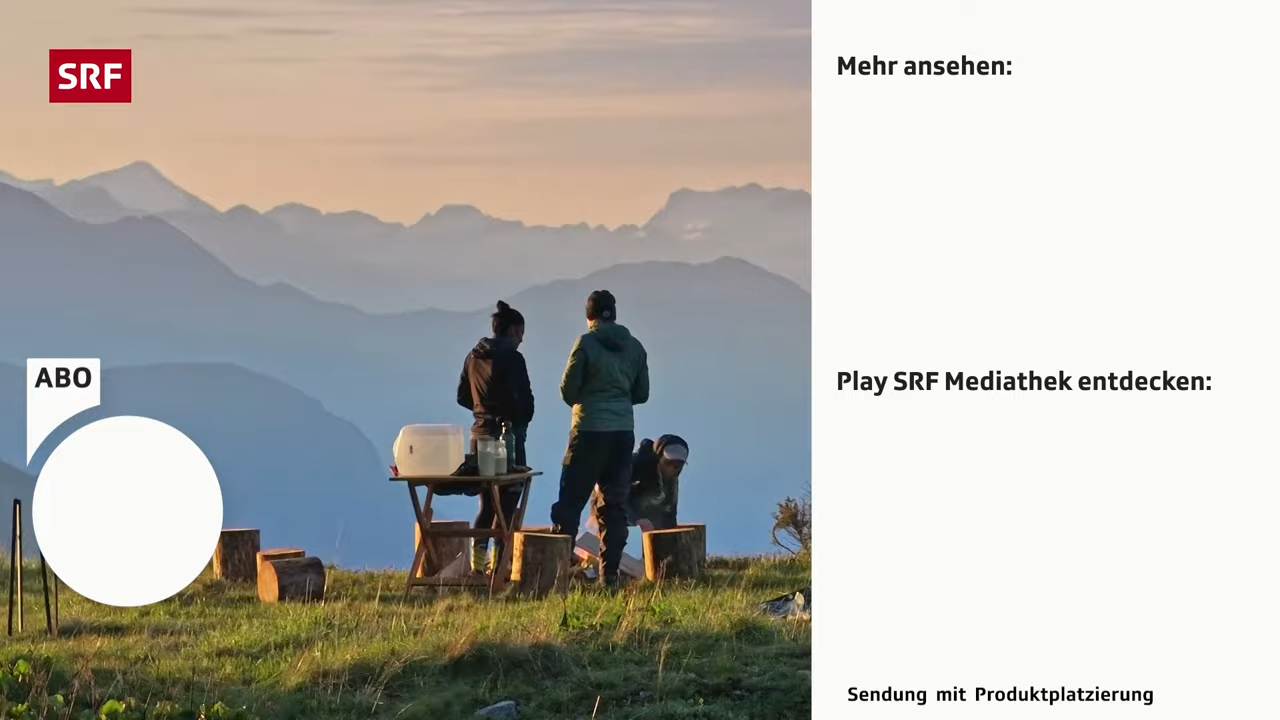 SRF
Mehr ansehen:
ABO
Play SRF Mediathek entdecken:
Sendung mit Produktplatzierung